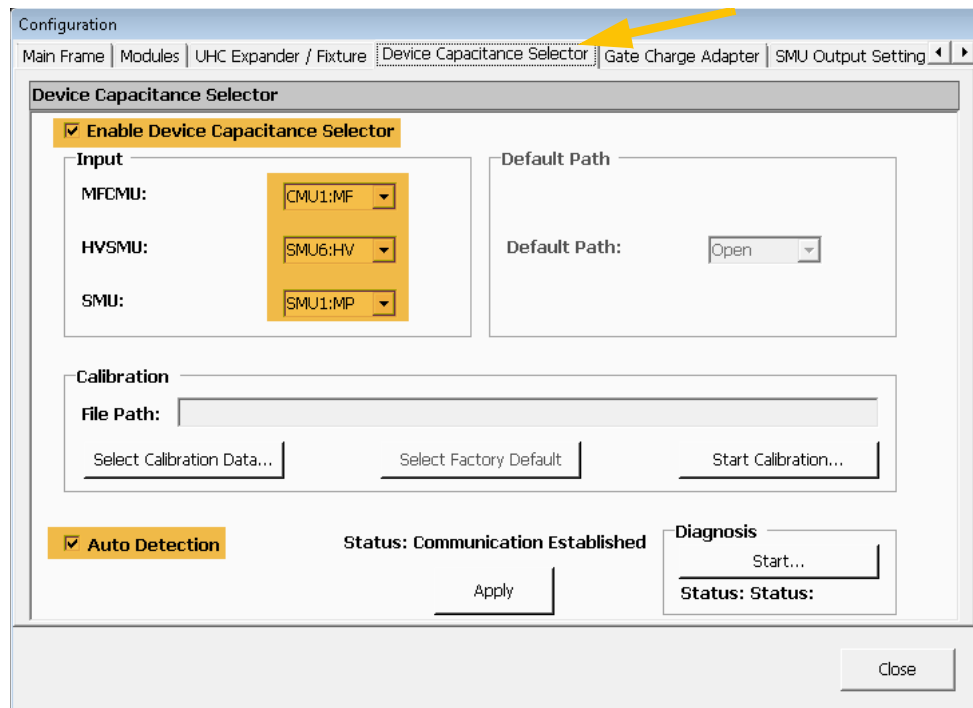 Configuration
Main Frame | Modules | UHC Expander / Fixture | Device Capacitance Selector | Gate Charge Adapter | SMU Output Setting
Device Capacitance Selector
Enable Device Capacitance Selector
Input
MFCMU: CMU1:MF
HVSMU: SMU6:HV
SMU: SMU1:MP
Default Path
Default Path: Open
Calibration
File Path:
Select Calibration Data... Select Factory Default Start Calibration...
Auto Detection
Status: Communication Established
Apply
Diagnosis
Start...
Status: Status:
Close